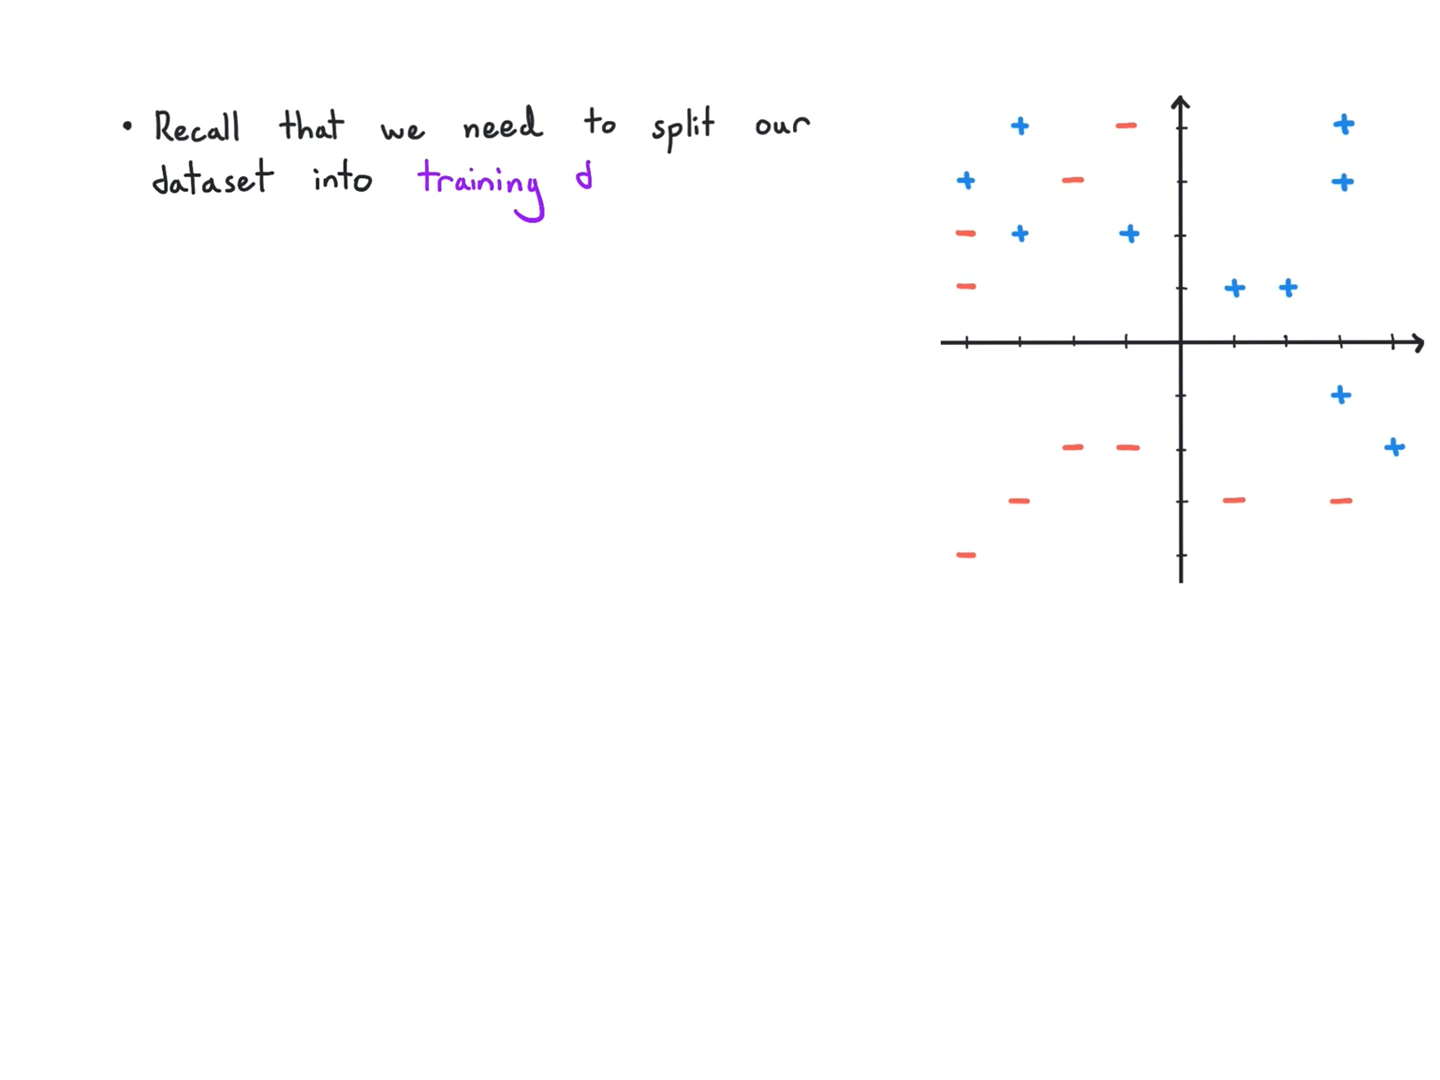 • Recall that we need to split our
dataset into training d